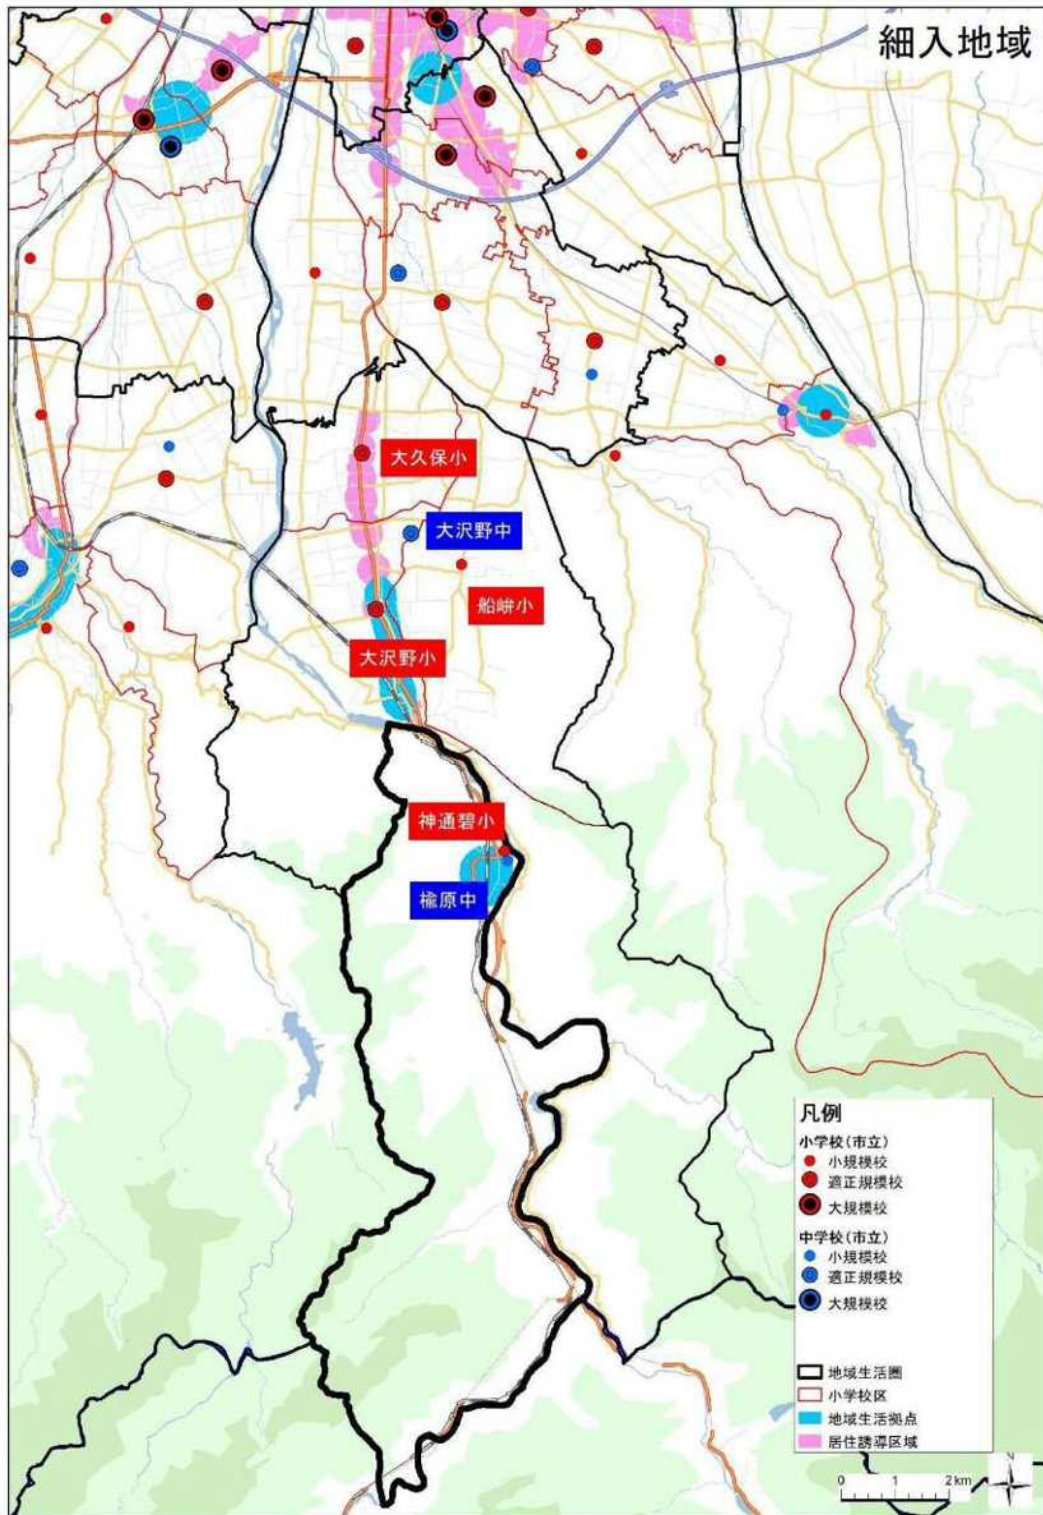 細入地域
大久保小
大沢野中
船峅小
大沢野小
神通碧小
楡原中
凡例
小学校(市立)
小規模校
適正規模校
大規模校
中学校(市立)
小規模校
適正規模校
大規模校
地域生活圏
小学校区
地域生活拠点
居住誘導区域
0 1 2km